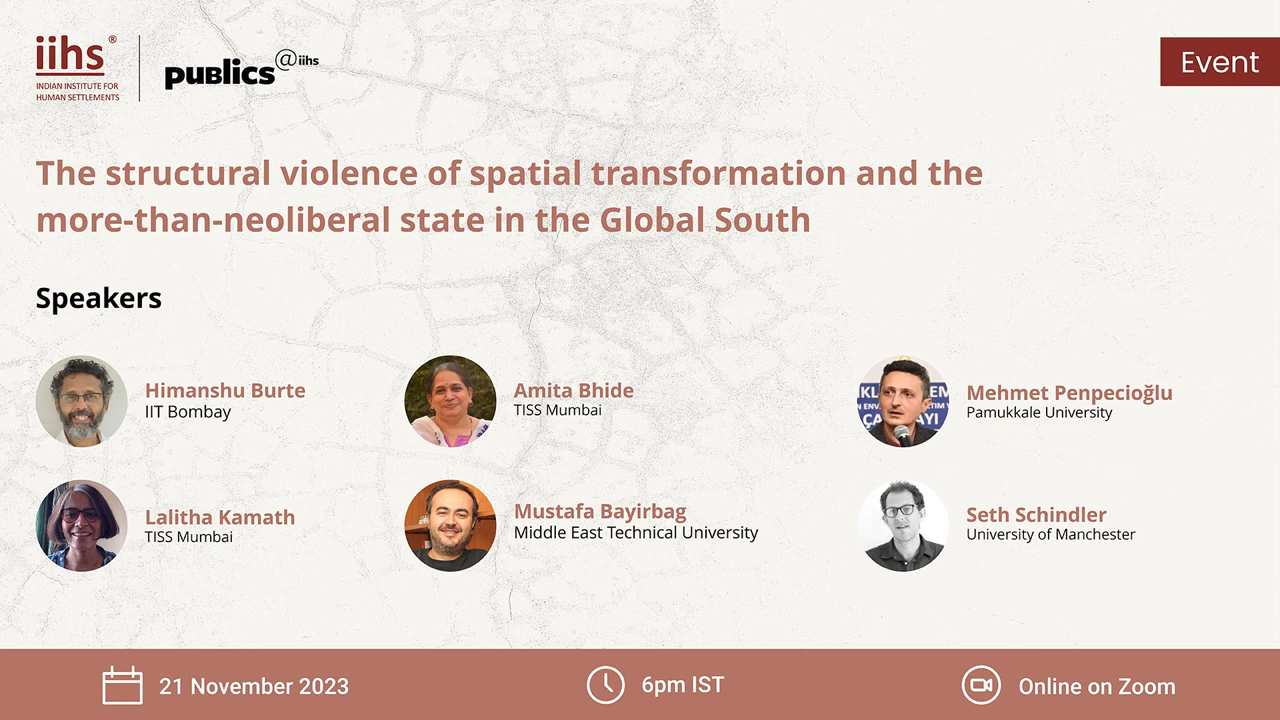 iihs®
INDIAN INSTITUTE FOR
HUMAN SETTLEMENTS
puBlics@iihs
Event
The structural violence of spatial transformation and the
more-than-neoliberal state in the Global South
Speakers
Himanshu Burte
IIT Bombay
Amita Bhide
TISS Mumbai
Mehmet Penpecioğlu
Pamukkale University
Lalitha Kamath
TISS Mumbai
Mustafa Bayirbag
Middle East Technical University
Seth Schindler
University of Manchester
21 November 2023
6pm IST
Online on Zoom